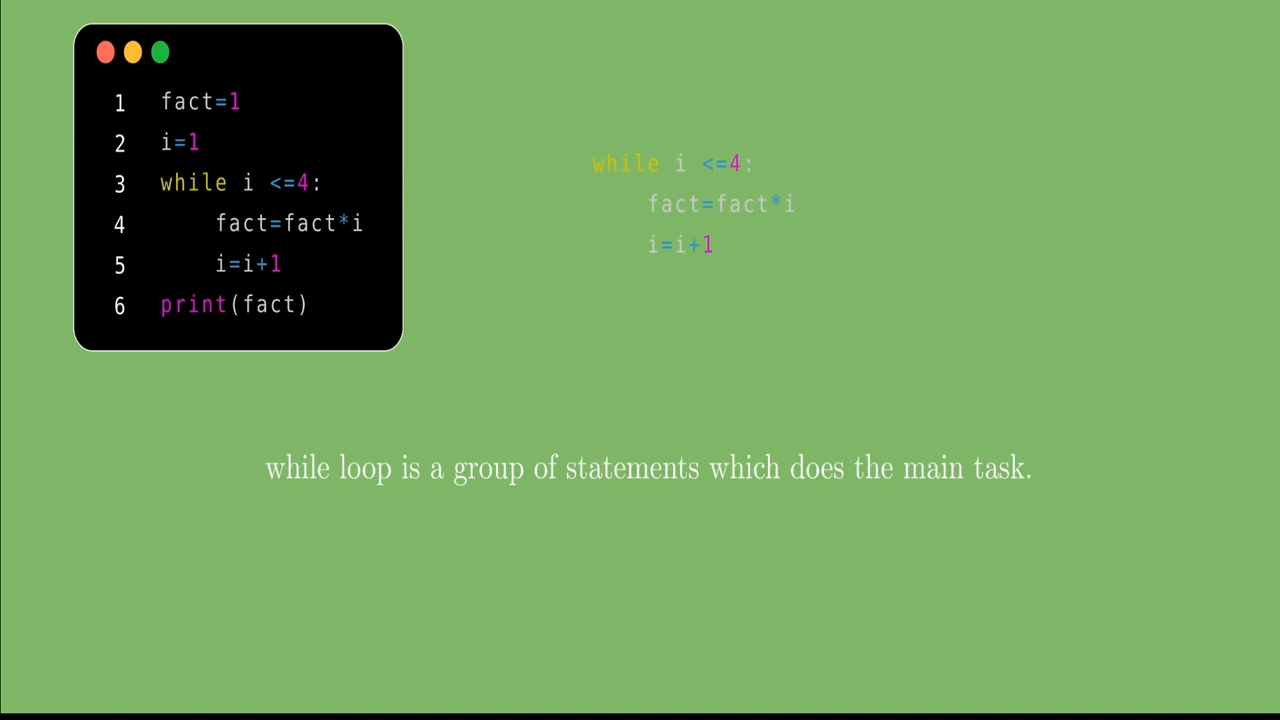 1 fact=1
2 i=1
3 while i <=4:
4     fact=fact*i
5     i=i+1
6 print(fact)
while i <=4:
    fact=fact*i
    i=i+1
while loop is a group of statements which does the main task.